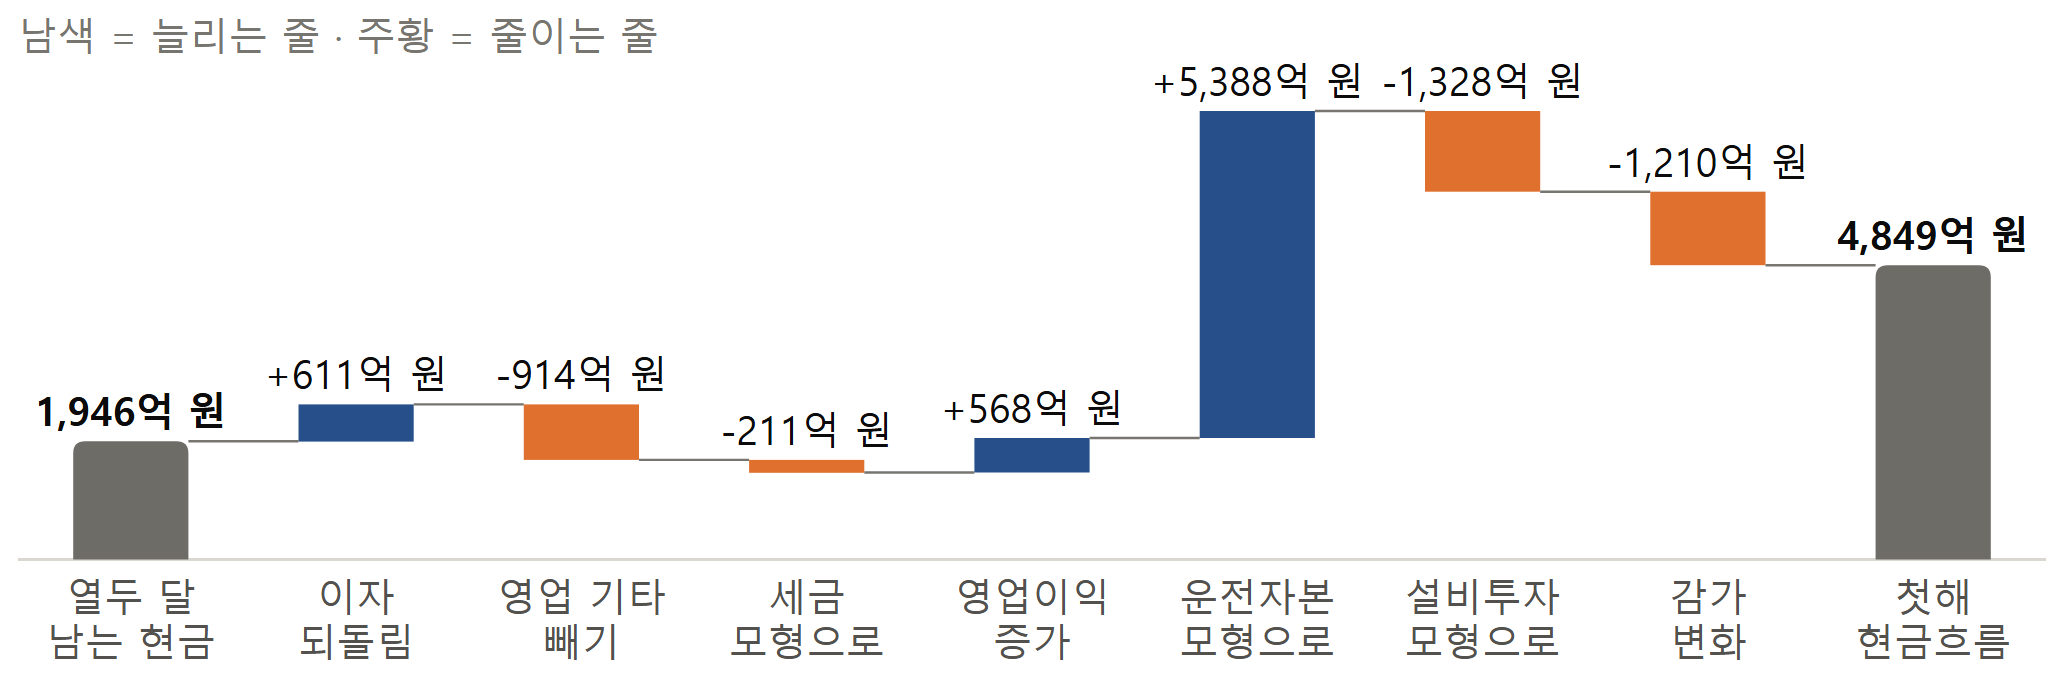 남색 = 늘리는 줄 · 주황 = 줄이는 줄
+5,388억 원
-1,328억 원
-1,210억 원
4,849억 원
+611억 원
-914억 원
1,946억 원
-211억 원
+568억 원
열두 달
남는 현금
이자
되돌림
영업 기타
빼기
세금
모형으로
영업이익
증가
운전자본
모형으로
설비투자
모형으로
감가
변화
첫해
현금흐름